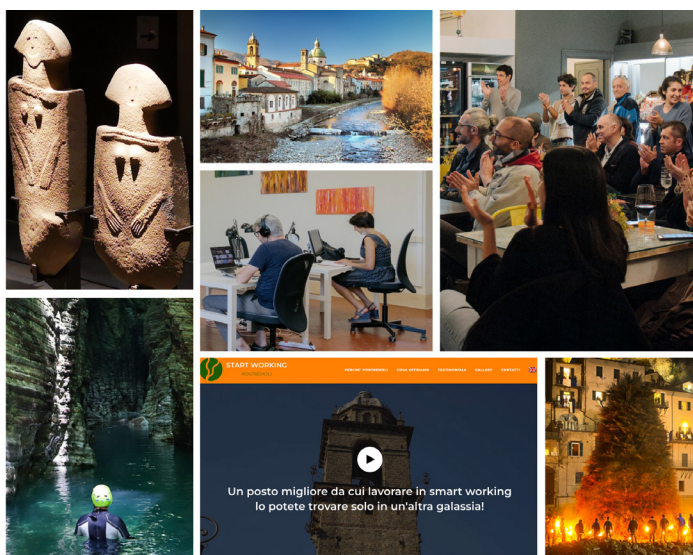 START WORKING
PONTREMOLI
PERCHE' PONTREMOLI COSA OFFRIAMO TESTIMONIALS GALLERY CONTATTI
Un posto migliore da cui lavorare in smart working
lo potete trovare solo in un'altra galassia!